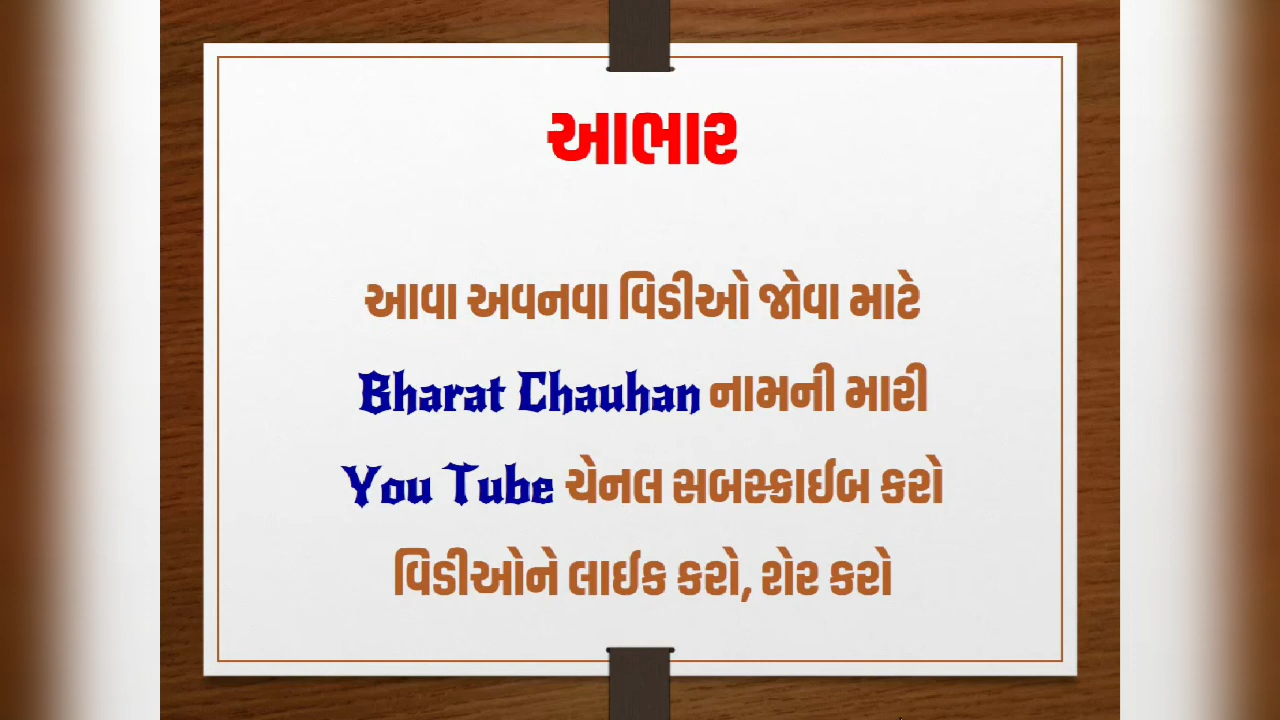 આભાર
આવા અવનવા વિડીઓ જોવા માટે
Bharat Chauhan નામની મારી
You Tube ચેનલ સબસ્ક્રાઈબ કરો
વિડીઓને લાઈક કરો, શેર કરો